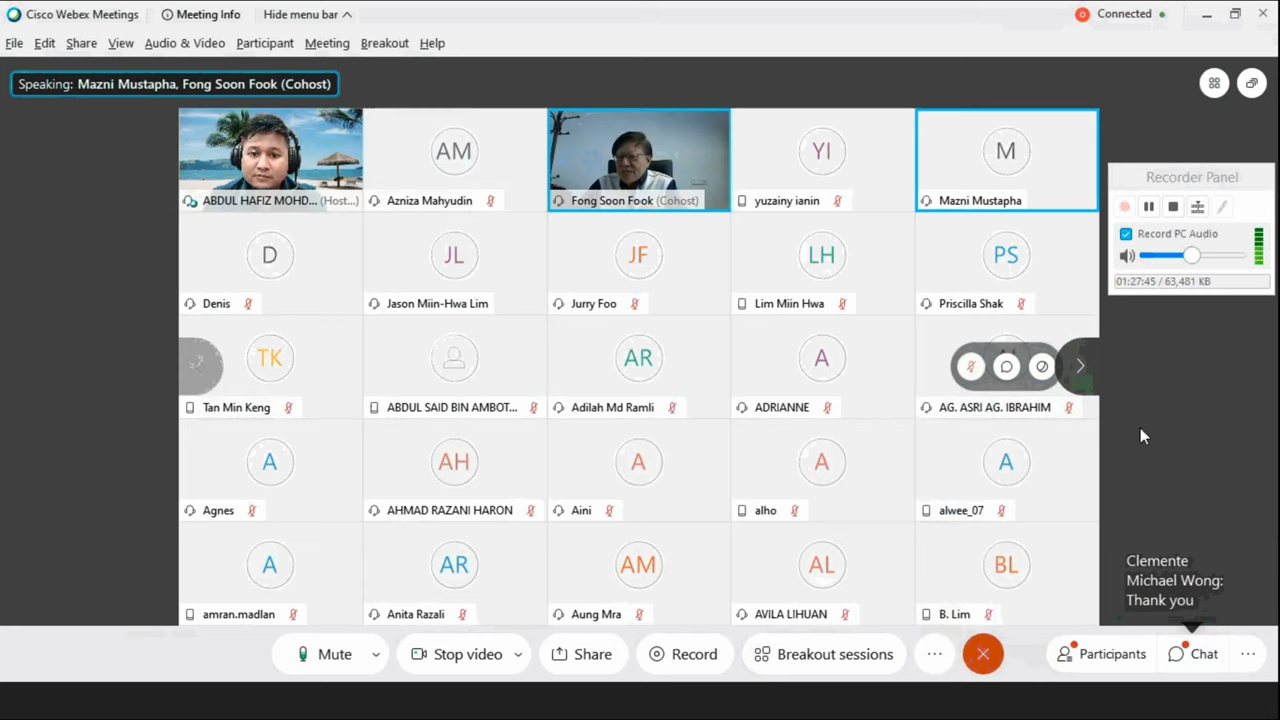 Cisco Webex Meetings Meeting Info Hide menu bar Connected
File Edit Share View Audio & Video Participant Meeting Breakout Help
Speaking: Mazni Mustapha, Fong Soon Fook (Cohost)
AM YI M
ABDUL HAFIZ MOHD... (Host...) Azniza Mahyudin Fong Soon Fook (Cohost) yuzainy ianin Mazni Mustapha
Recorder Panel
Record PC Audio
01:27:45 / 63,481 KB
D JL JF LH PS
Denis Jason Miin-Hwa Lim Jurry Foo Lim Miin Hwa Priscilla Shak
TK AR A
Tan Min Keng ABDUL SAID BIN AMBOT... Adilah Md Ramli ADRIANNE AG. ASRI AG. IBRAHIM
A AH A A A
Agnes AHMAD RAZANI HARON Aini alho alwee_07
A AR AM AL BL
amran.madlan Anita Razali Aung Mra AVILA LIHUAN B. Lim
Clemente
Michael Wong:
Thank you
Mute Stop video Share Record Breakout sessions ... Participants Chat ...